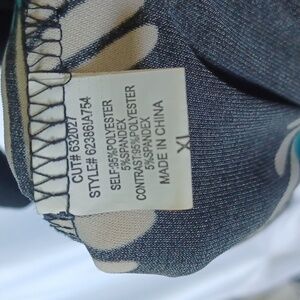 CUT# 632027
STYLE# 62386!A754
SELF:95%POLYESTER
5%SPANDEX
CONTRAST:95%POLYESTER
5%SPANDEX
MADE IN CHINA
XL